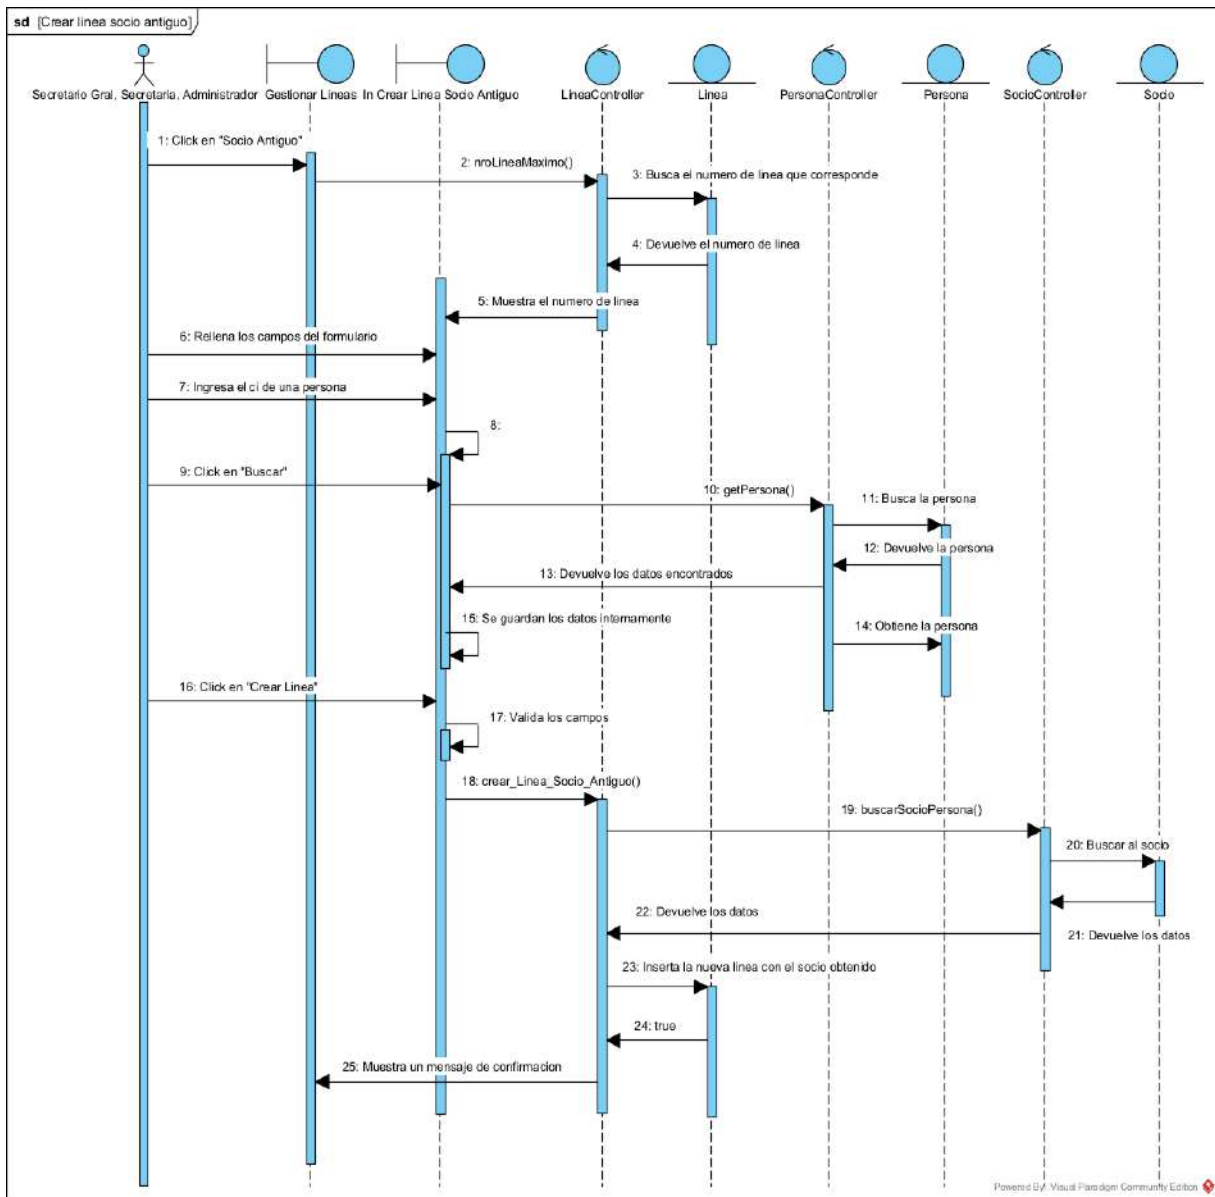 sd [Crear linea socio antiguo]
Secretario Gral, Secretaria, Administrador
Gestionar Lineas
In Crear Linea Socio Antiguo
LineaController
Linea
PersonaController
Persona
SocioController
Socio
1: Click en "Socio Antiguo"
2: nroLineaMaximo()
3: Busca el numero de linea que corresponde
4: Devuelve el numero de linea
5: Muestra el numero de linea
6: Rellena los campos del formulario
7: Ingresa el ci de una persona
8:
9: Click en "Buscar"
10: getPersona()
11: Busca la persona
12: Devuelve la persona
13: Devuelve los datos encontrados
15: Se guardan los datos internamente
14: Obtiene la persona
16: Click en "Crear Linea"
17: Valida los campos
18: crear_Linea_Socio_Antiguo()
19: buscarSocioPersona()
20: Buscar al socio
22: Devuelve los datos
21: Devuelve los datos
23: Inserta la nueva linea con el socio obtenido
24: true
25: Muestra un mensaje de confirmacion
Powered By Visual Paradigm Community Edition